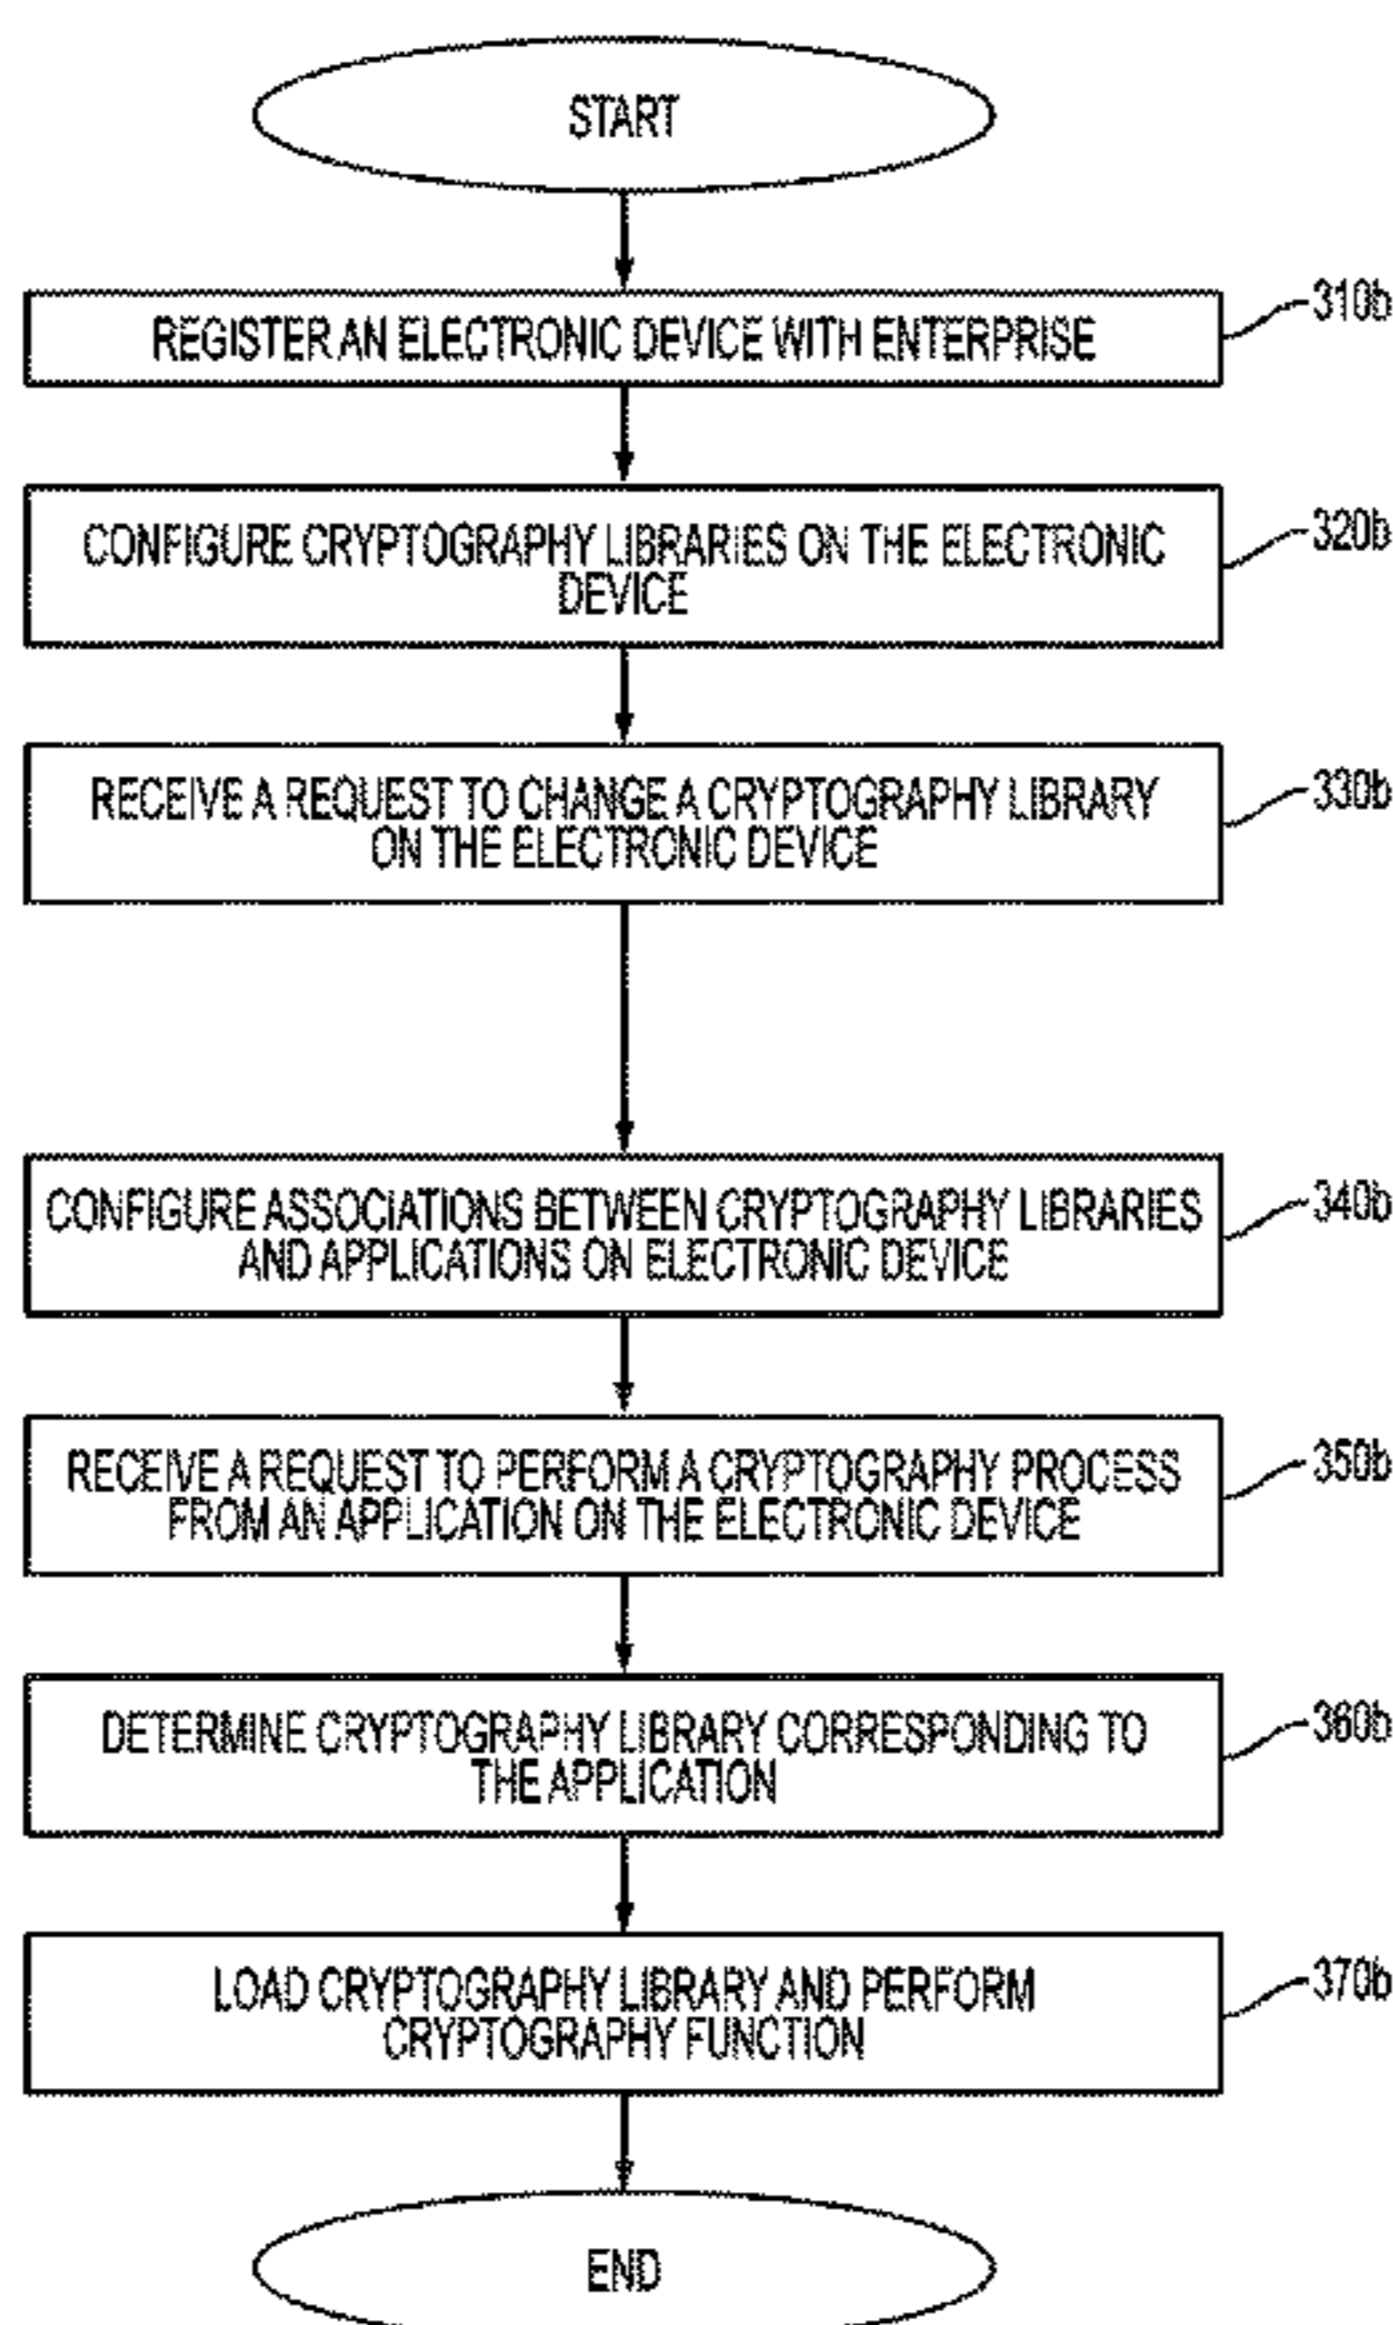 START
310b
REGISTER AN ELECTRONIC DEVICE WITH ENTERPRISE
320b
CONFIGURE CRYPTOGRAPHY LIBRARIES ON THE ELECTRONIC
DEVICE
330b
RECEIVE A REQUEST TO CHANGE A CRYPTOGRAPHY LIBRARY
ON THE ELECTRONIC DEVICE
340b
CONFIGURE ASSOCIATIONS BETWEEN CRYPTOGRAPHY LIBRARIES
AND APPLICATIONS ON ELECTRONIC DEVICE
350b
RECEIVE A REQUEST TO PERFORM A CRYPTOGRAPHY PROCESS
FROM AN APPLICATION ON THE ELECTRONIC DEVICE
360b
DETERMINE CRYPTOGRAPHY LIBRARY CORRESPONDING TO
THE APPLICATION
370b
LOAD CRYPTOGRAPHY LIBRARY AND PERFORM
CRYPTOGRAPHY FUNCTION
END